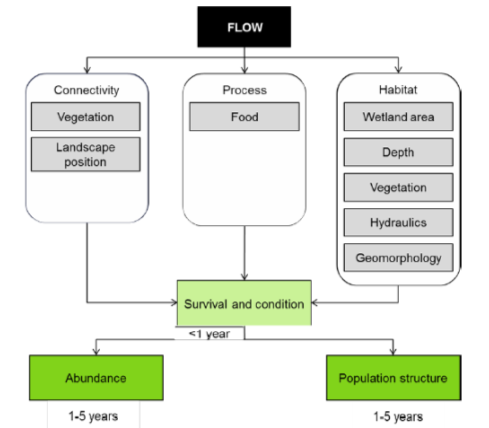 FLOW
Connectivity
Vegetation
Landscape
position
Process
Food
Habitat
Wetland area
Depth
Vegetation
Hydraulics
Geomorphology
Survival and condition
<1 year
Abundance
1-5 years
Population structure
1-5 years